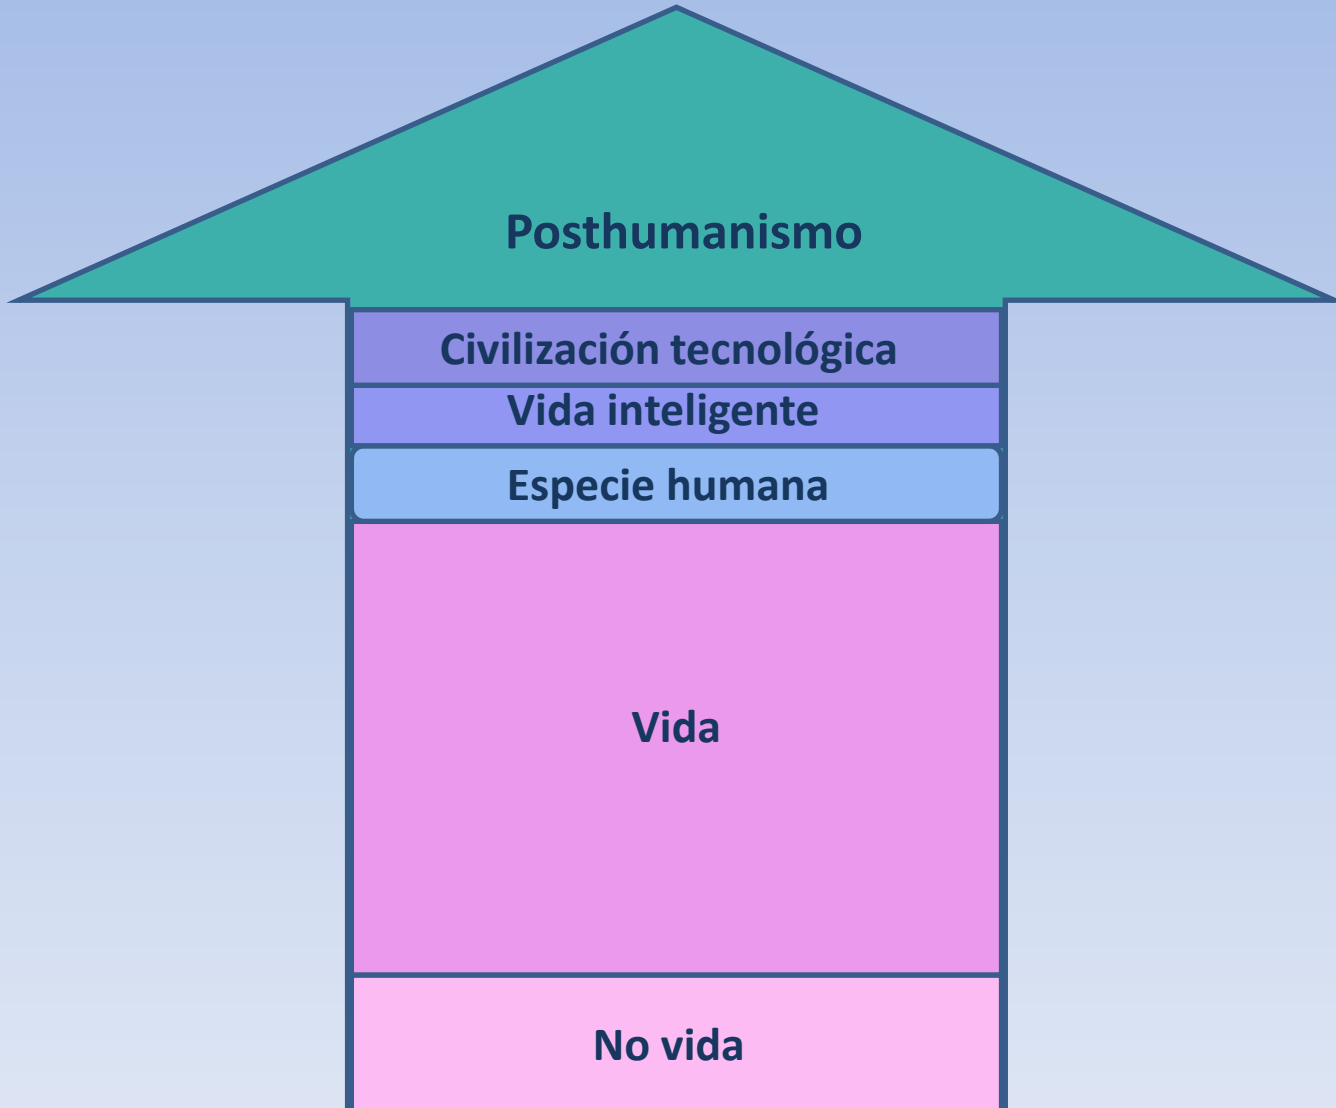 Posthumanismo
Civilización tecnológica
Vida inteligente
Especie humana
Vida
No vida